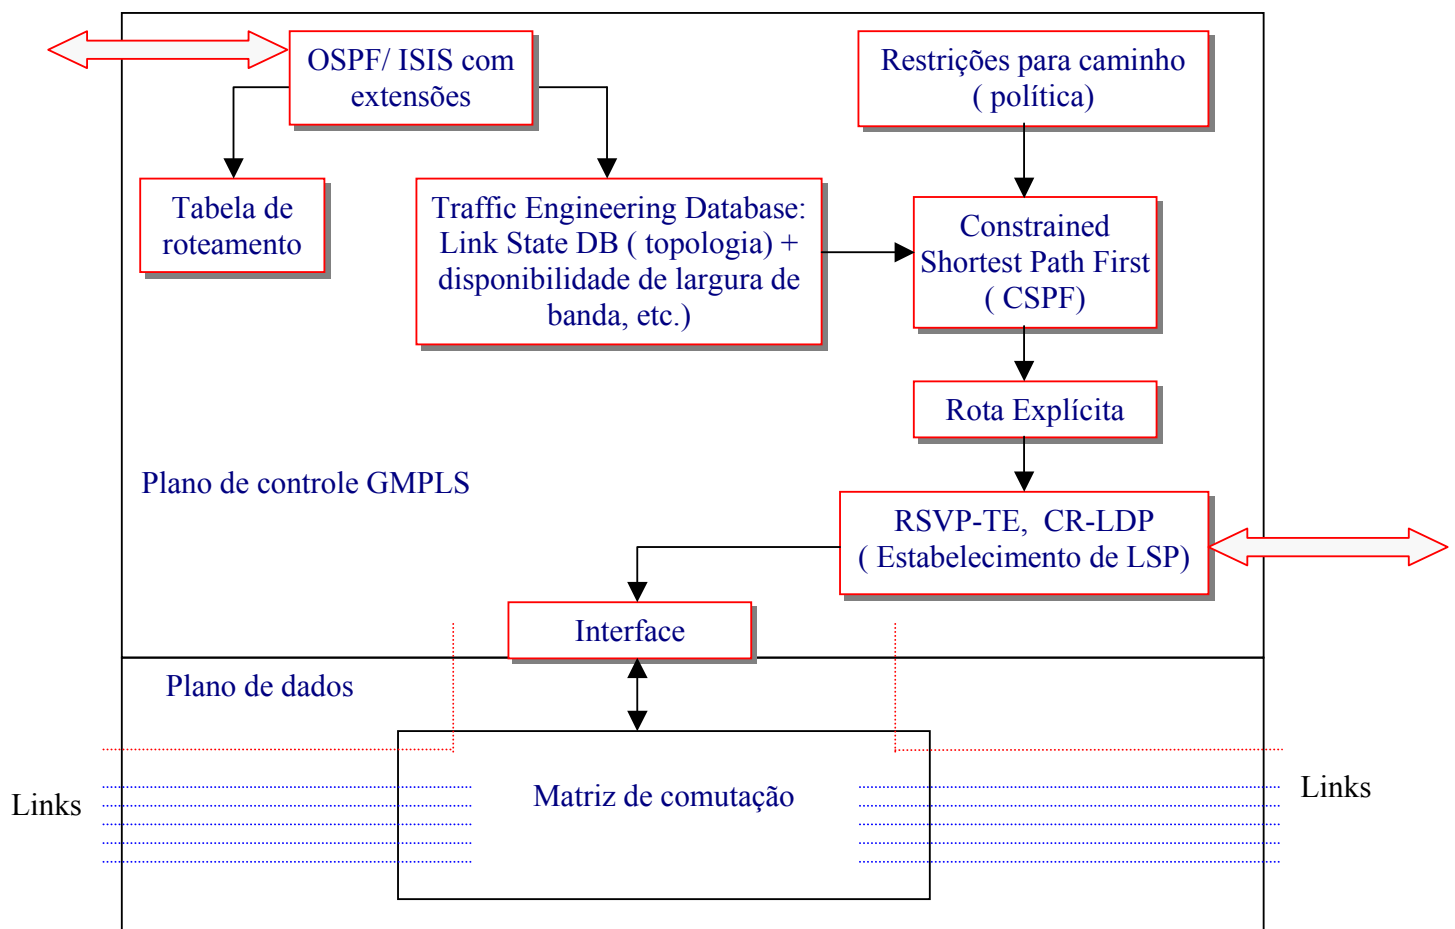 OSPF/ ISIS com
extensões
Restrições para caminho
( política)
Tabela de
roteamento
Traffic Engineering Database:
Link State DB ( topologia) +
disponibilidade de largura de
banda, etc.)
Constrained
Shortest Path First
( CSPF)
Rota Explícita
Plano de controle GMPLS
RSVP-TE, CR-LDP
( Estabelecimento de LSP)
Interface
Plano de dados
Matriz de comutação
Links
Links